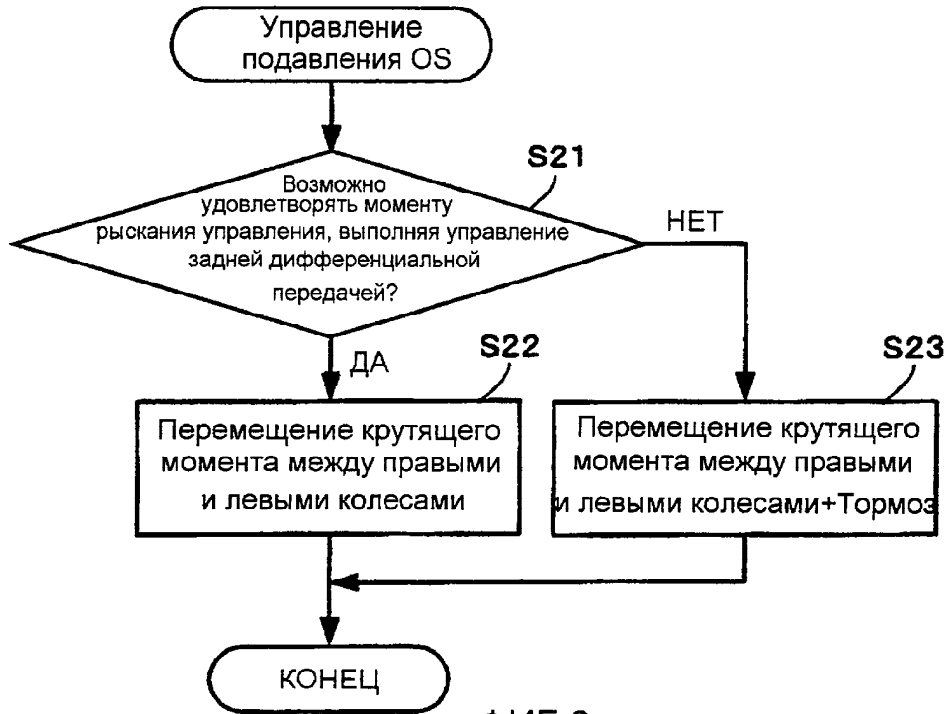 Управление
подавления OS
S21
Возможно
удовлетворять моменту
рыскания управления, выполняя управление
задней дифференциальной
передачей?
НЕТ
ДА
S22
S23
Перемещение крутящего
момента между правыми
и левыми колесами
Перемещение крутящего
момента между правыми
и левыми колесами+Тормоз
КОНЕЦ